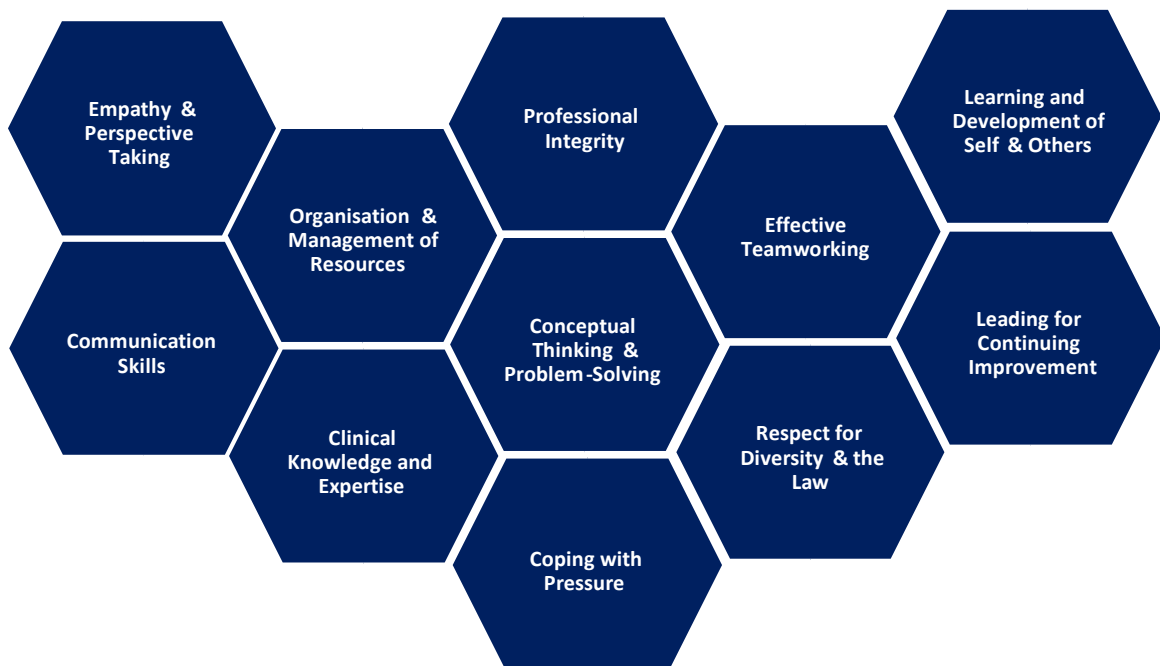 Empathy &
Perspective
Taking
Professional
Integrity
Learning and
Development of
Self & Others
Organisation &
Management of
Resources
Effective
Teamworking
Communication
Skills
Conceptual
Thinking &
Problem-Solving
Leading for
Continuing
Improvement
Clinical
Knowledge and
Expertise
Respect for
Diversity & the
Law
Coping with
Pressure